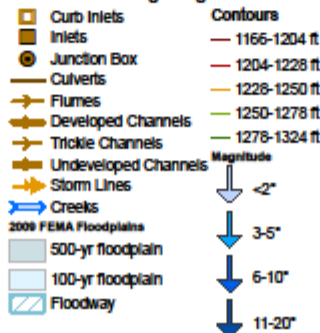 Curb Inlets
Inlets
Junction Box
Culverts
Flumes
Developed Channels
Trickle Channels
Undeveloped Channels
Storm Lines
Creeks
2009 FEMA Floodplains
500-yr floodplain
100-yr floodplain
Floodway
Contours
1166-1204 ft
1204-1228 ft
1228-1250 ft
1250-1278 ft
1278-1324 ft
Magnitude
<2"
3-5"
6-10"
11-20"